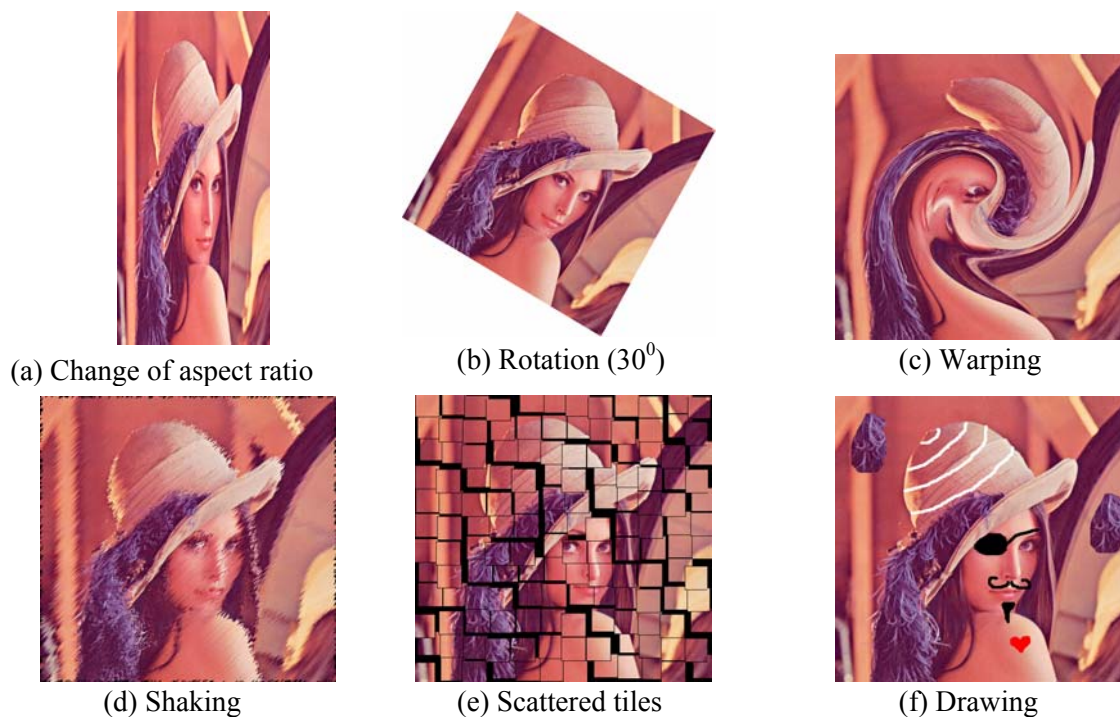 (a) Change of aspect ratio
(b) Rotation (30⁰)
(c) Warping
(d) Shaking
(e) Scattered tiles
(f) Drawing